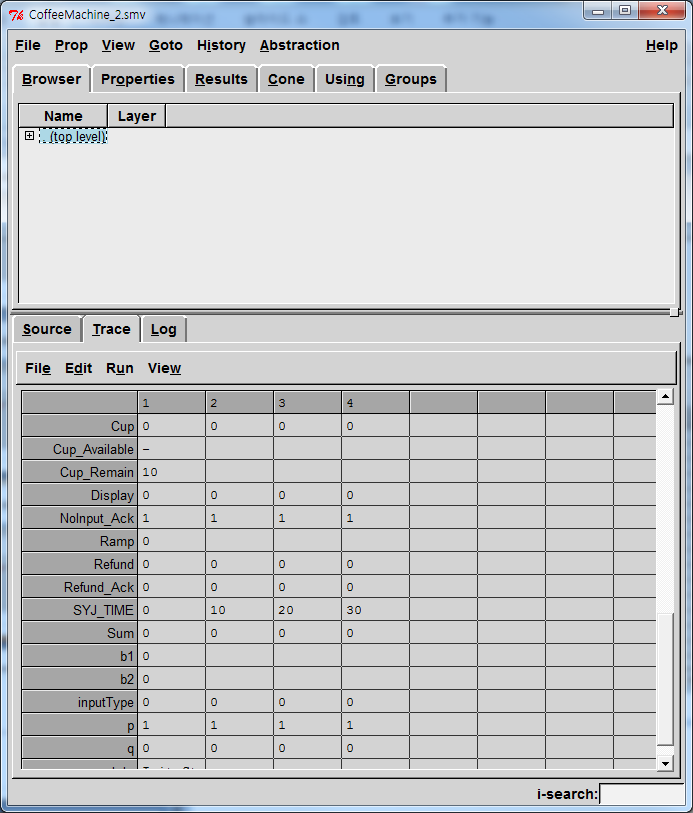 CoffeeMachine_2.smv
File Prop View Goto History Abstraction Help
Browser Properties Results Cone Using Groups
Name Layer
(top level)
Source Trace Log
File Edit Run View
1 2 3 4
Cup 0 0 0 0
Cup_Available -
Cup_Remain 10
Display 0 0 0 0
NoInput_Ack 1 1 1 1
Ramp 0
Refund 0 0 0 0
Refund_Ack 0 0 0 0
SYJ_TIME 0 10 20 30
Sum 0 0 0 0
b1 0
b2 0
inputType 0 0 0 0
p 1 1 1 1
q 0 0 0 0
i-search: